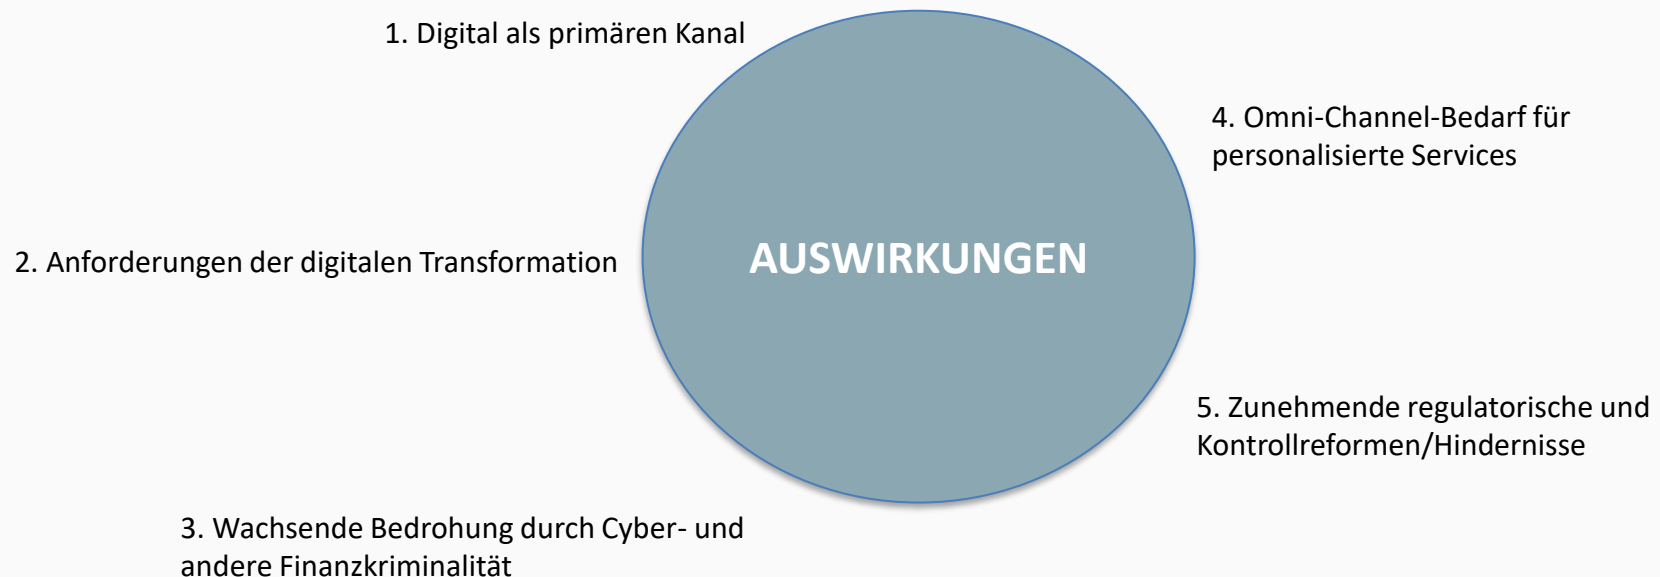 1. Digital als primären Kanal
2. Anforderungen der digitalen Transformation
3. Wachsende Bedrohung durch Cyber- und
andere Finanzkriminalität
AUSWIRKUNGEN
4. Omni-Channel-Bedarf für
personalisierte Services
5. Zunehmende regulatorische und
Kontrollreformen/Hindernisse